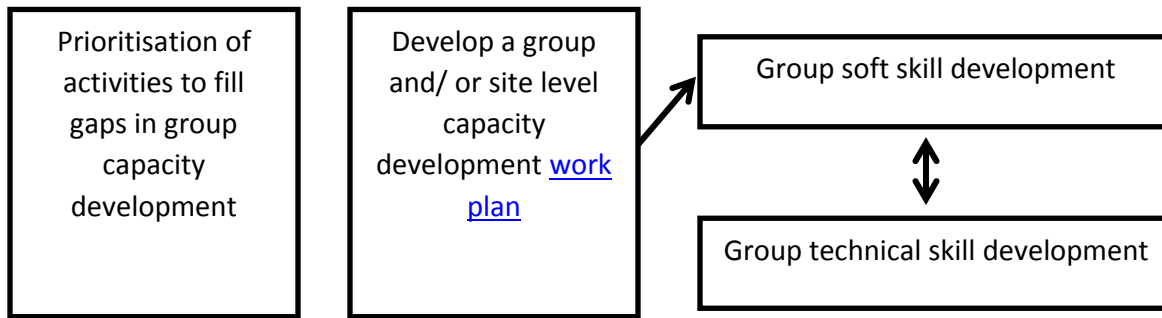 Prioritisation of
activities to fill
gaps in group
capacity
development
Develop a group
and/ or site level
capacity
development work
plan
Group soft skill development
Group technical skill development